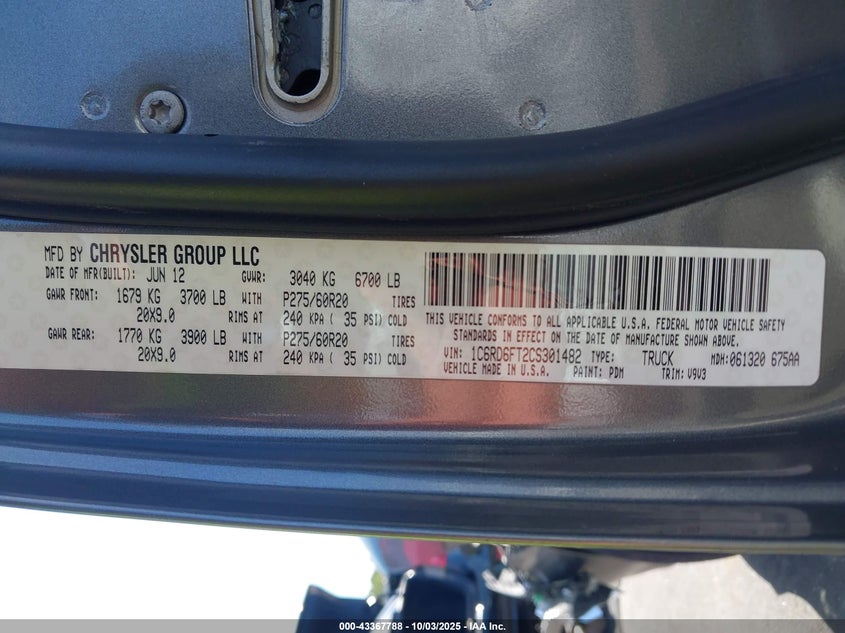 MFD BY CHRYSLER GROUP LLC
DATE OF MFR(BUILT): JUN 12 GVWR: 3040 KG 6700 LB
GAWR FRONT: 1679 KG 3700 LB WITH P275/60R20 TIRES
20X9.0 RIMS AT 240 KPA ( 35 PSI) COLD
GAWR REAR: 1770 KG 3900 LB WITH P275/60R20 TIRES
20X9.0 RIMS AT 240 KPA ( 35 PSI) COLD
THIS VEHICLE CONFORMS TO ALL APPLICABLE U.S.A. FEDERAL MOTOR VEHICLE SAFETY
STANDARDS IN EFFECT ON THE DATE OF MANUFACTURE SHOWN ABOVE.
VIN: 1C6RD6FT2CS301482 TYPE: TRUCK MDH: 061320 675AA
VEHICLE MADE IN U.S.A. PAINT: PDM TRIM: V9V3
000-43367788 - 10/03/2025 - IAA Inc.